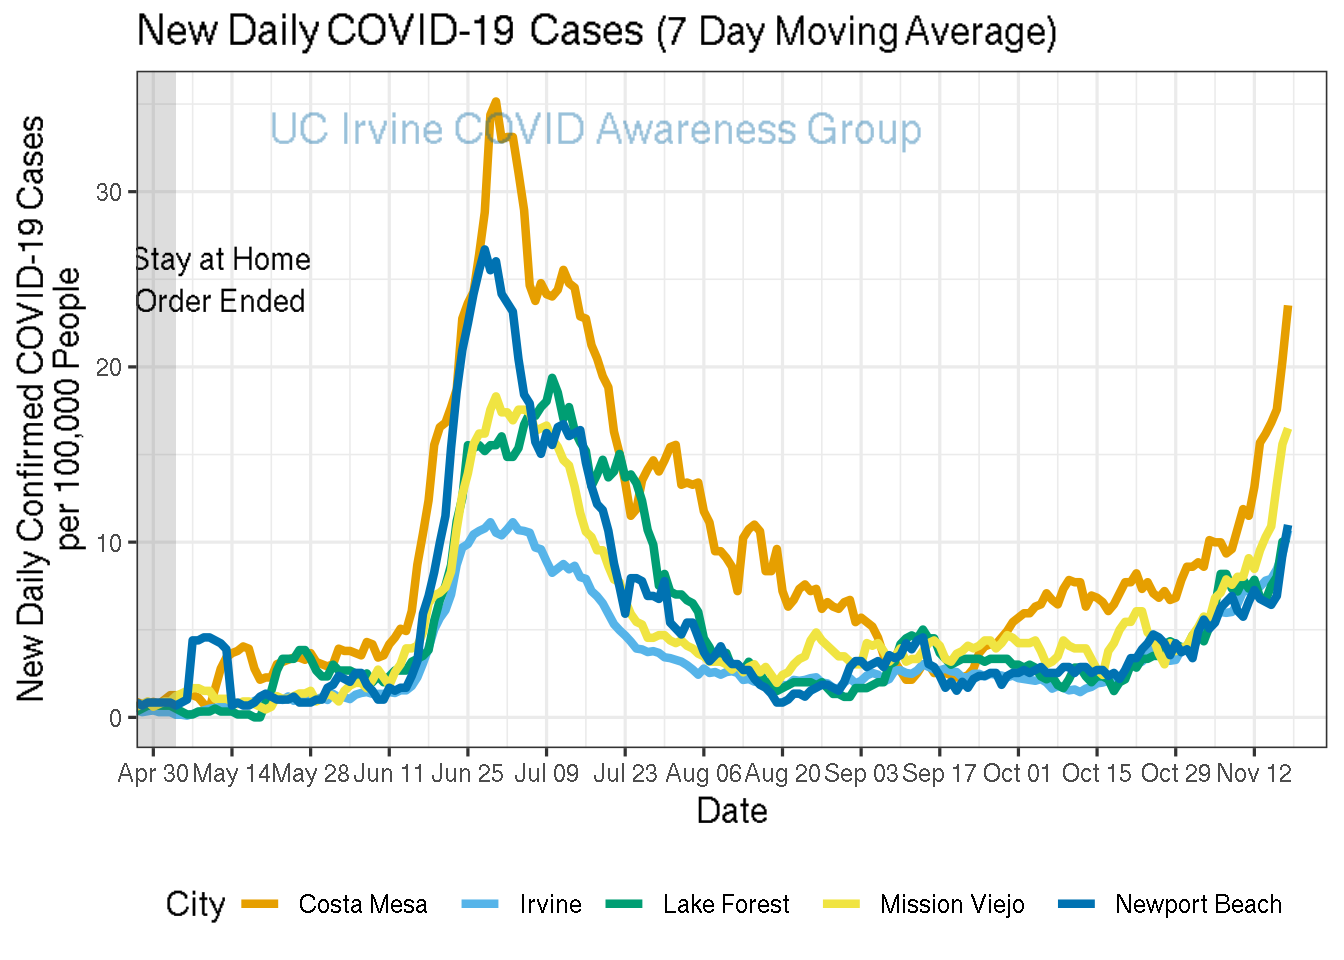 New Daily COVID-19 Cases (7 Day Moving Average)
UC Irvine COVID Awareness Group
New Daily Confirmed COVID-19 Cases
per 100,000 People
30
20
10
0
Stay at Home
Order Ended
Apr 30 May 14 May 28 Jun 11 Jun 25 Jul 09 Jul 23 Aug 06 Aug 20 Sep 03 Sep 17 Oct 01 Oct 15 Oct 29 Nov 12
Date
City Costa Mesa Irvine Lake Forest Mission Viejo Newport Beach